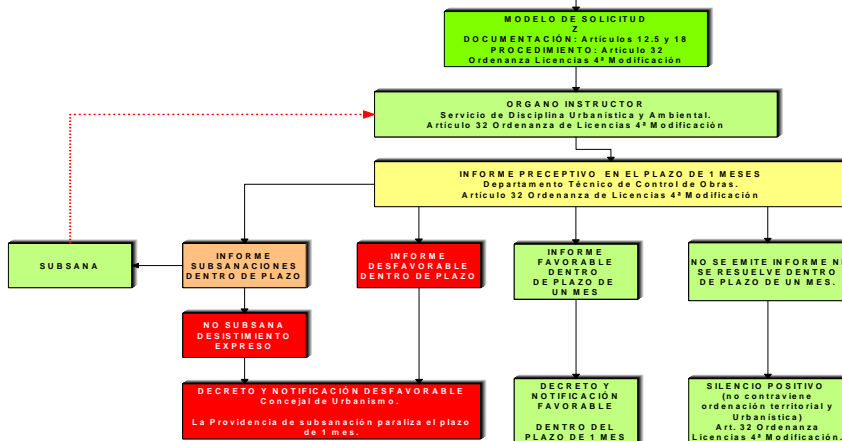 MODELO DE SOLICITUD
Z
DOCUMENTACIÓN: Artículos 12.5 y 18
PROCEDIMIENTO: Artículo 32
Ordenanza Licencias 4ª Modificación
ORGANO INSTRUCTOR
Servicio de Disciplina Urbanística y Ambiental.
Artículo 32 Ordenanza de Licencias 4ª Modificación
INFORME PRECEPTIVO EN EL PLAZO DE 1 MESES
Departamento Técnico de Control de Obras.
Artículo 32 Ordenanza de Licencias 4ª Modificación
SUBSANA
INFORME
SUBSANACIONES
DENTRO DE PLAZO
INFORME
DESFAVORABLE
DENTRO DE PLAZO
INFORME
FAVORABLE
DENTRO
DE PLAZO DE
UN MES
NO SE EMITE INFORME NI
SE RESUELVE DENTRO
DE PLAZO DE UN MES.
NO SUBSANA
DESISTIMIENTO
EXPRESO
DECRETO Y NOTIFICACIÓN DESFAVORABLE
Concejal de Urbanismo.
La Providencia de subsanación paraliza el plazo
de 1 mes.
DECRETO Y
NOTIFICACIÓN
FAVORABLE
DENTRO DEL
PLAZO DE 1 MES
SILENCIO POSITIVO
(no contraviene
ordenación territorial y
Urbanística)
Art. 32 Ordenanza
Licencias 4ª Modificación.